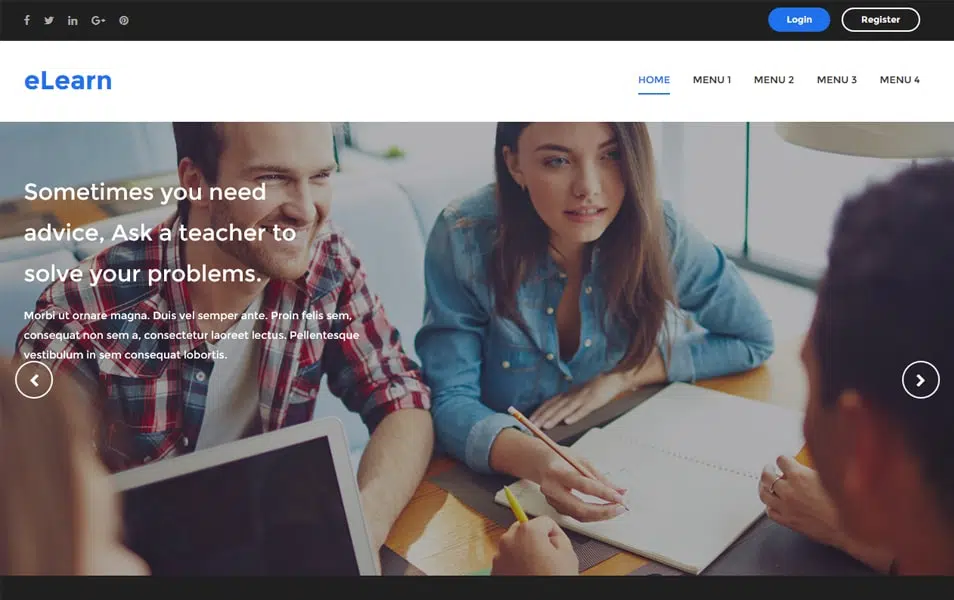 Login
Register
eLearn
HOME
MENU 1
MENU 2
MENU 3
MENU 4
Sometimes you need
advice, Ask a teacher to
solve your problems.
Morbi ut ornare magna. Duis vel semper ante. Proin felis sem,
consequat non sem a, consectetur laoreet lectus. Pellentesque
vestibulum in sem consequat lobortis.